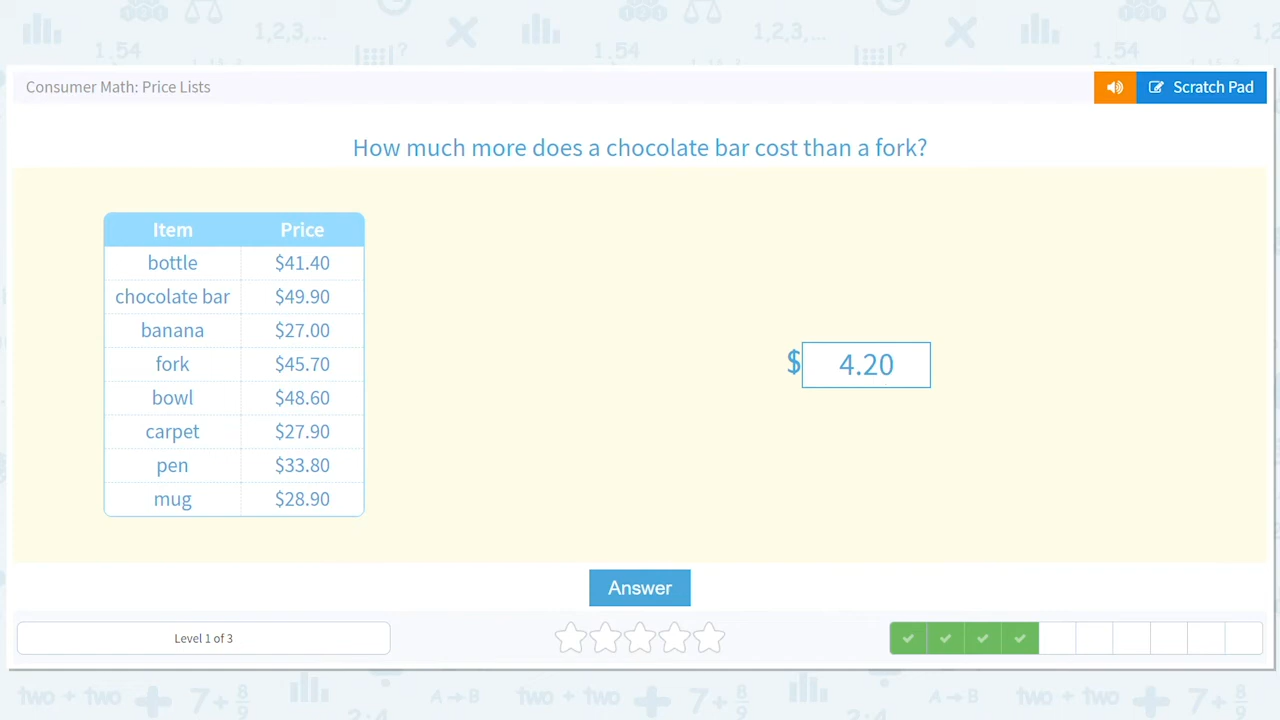 Consumer Math: Price Lists
Scratch Pad
How much more does a chocolate bar cost than a fork?
Item Price
bottle $41.40
chocolate bar $49.90
banana $27.00
fork $45.70
bowl $48.60
carpet $27.90
pen $33.80
mug $28.90
$ 4.20
Answer
Level 1 of 3